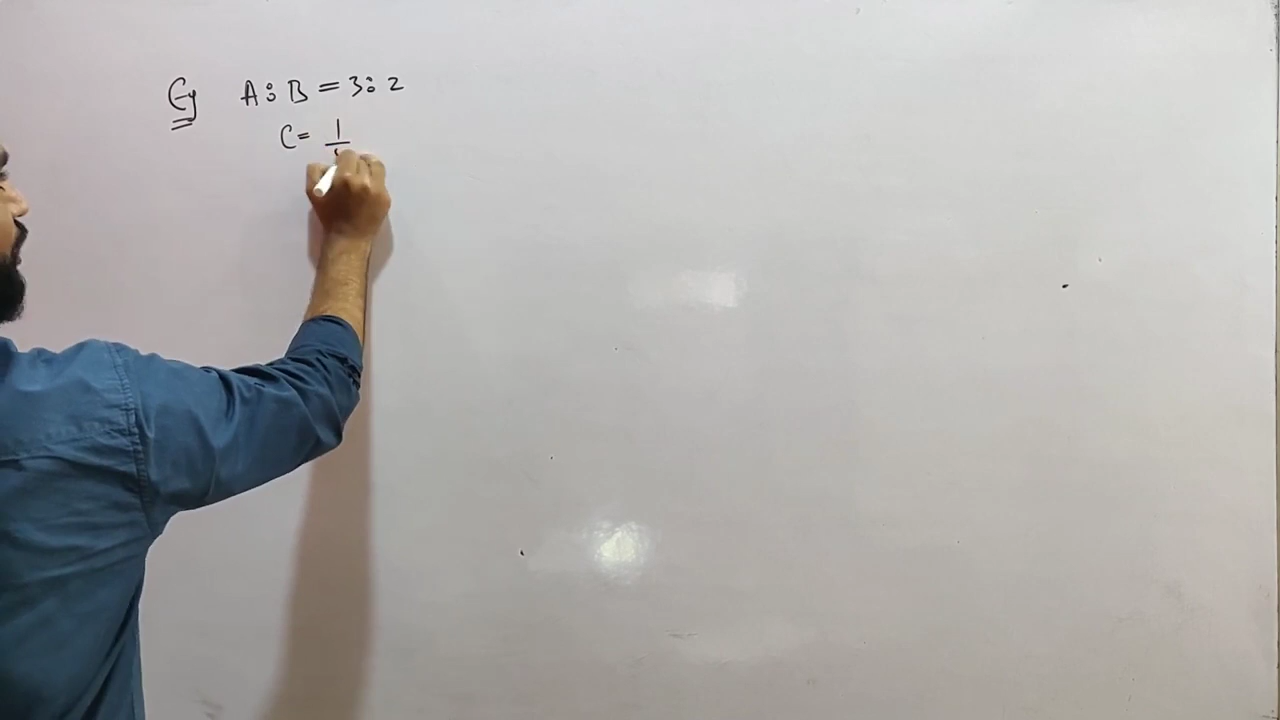 Eg A:B = 3:2
C = 1